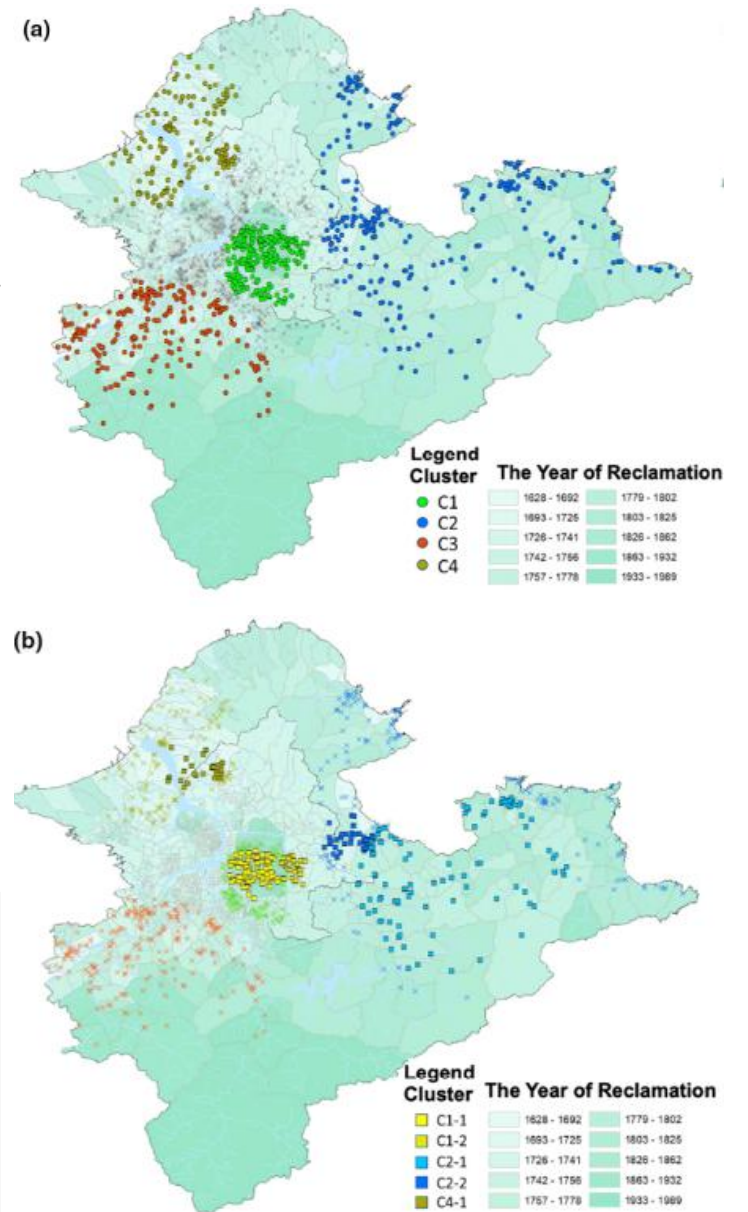 (a)
Legend
Cluster
The Year of Reclamation
C1
C2
C3
C4
1628 - 1692
1693 - 1725
1726 - 1741
1742 - 1756
1757 - 1778
1779 - 1802
1803 - 1825
1826 - 1862
1863 - 1932
1933 - 1989
(b)
Legend
Cluster
The Year of Reclamation
C1-1
C1-2
C2-1
C2-2
C4-1
1628 - 1692
1693 - 1725
1726 - 1741
1742 - 1756
1757 - 1778
1779 - 1802
1803 - 1825
1826 - 1862
1863 - 1932
1933 - 1989